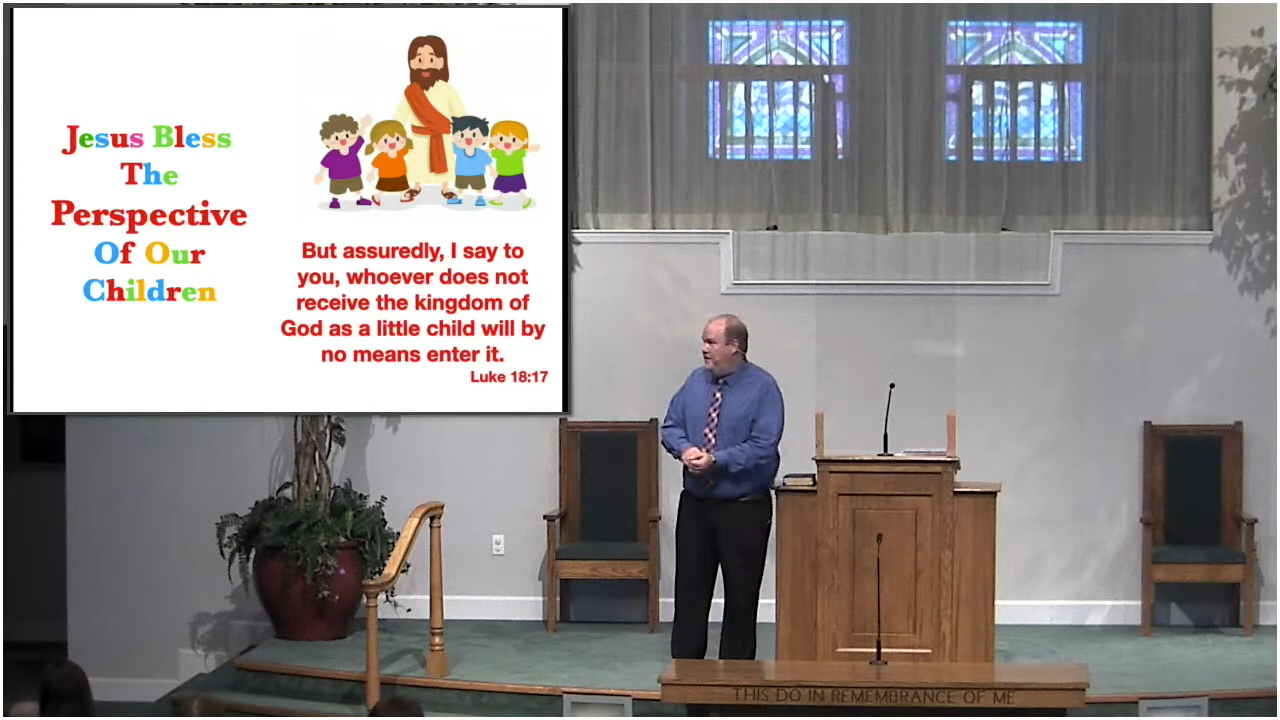 Jesus Bless
The
Perspective
Of Our
Children
But assuredly, I say to
you, whoever does not
receive the kingdom of
God as a little child will by
no means enter it.
Luke 18:17
THIS DO IN REMEMBRANCE OF ME